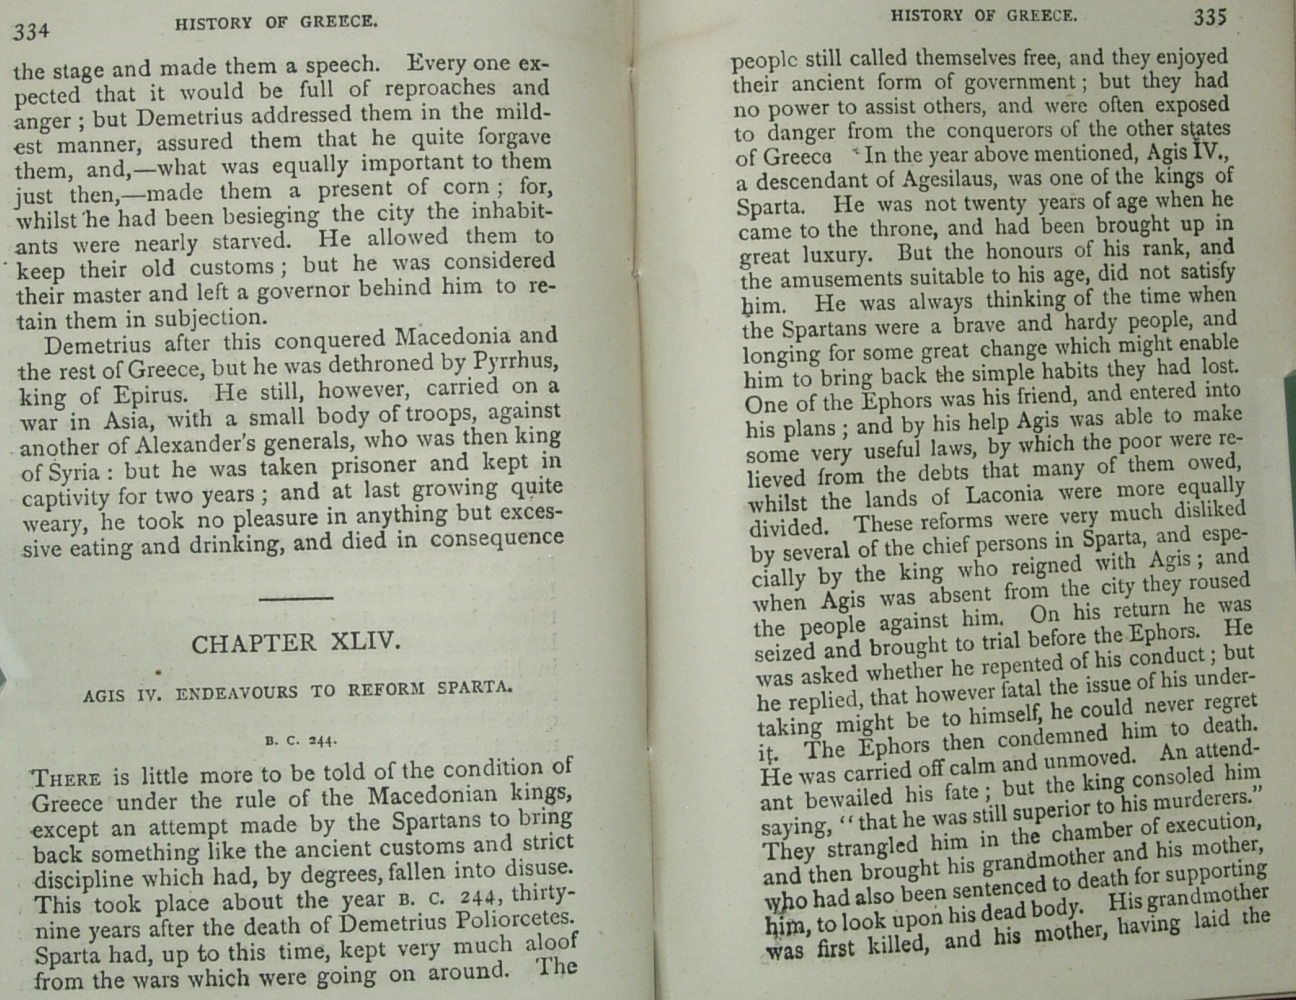 334
HISTORY OF GREECE.
the stage and made them a speech. Every one ex-
pected that it would be full of reproaches and
anger; but Demetrius addressed them in the mild-
est manner, assured them that he quite forgave
them, and,—what was equally important to them
just then,—made them a present of corn; for,
whilst he had been besieging the city the inhabit-
ants were nearly starved. He allowed them to
keep their old customs; but he was considered
their master and left a governor behind him to re-
tain them in subjection.
Demetrius after this conquered Macedonia and
the rest of Greece, but he was dethroned by Pyrrhus,
king of Epirus. He still, however, carried on a
war in Asia, with a small body of troops, against
another of Alexander's generals, who was then king
of Syria: but he was taken prisoner and kept in
captivity for two years; and at last growing quite
weary, he took no pleasure in anything but exces-
sive eating and drinking, and died in consequence
CHAPTER XLIV.
AGIS IV. ENDEAVOURS TO REFORM SPARTA.
B. C. 244.
THERE is little more to be told of the condition of
Greece under the rule of the Macedonian kings,
except an attempt made by the Spartans to bring
back something like the ancient customs and strict
discipline which had, by degrees, fallen into disuse.
This took place about the year B. C. 244, thirty-
nine years after the death of Demetrius Poliorcetes.
Sparta had, up to this time, kept very much aloof
from the wars which were going on around. The
HISTORY OF GREECE.
335
people still called themselves free, and they enjoyed
their ancient form of government; but they had
no power to assist others, and were often exposed
to danger from the conquerors of the other states
of Greece In the year above mentioned, Agis IV.,
a descendant of Agesilaus, was one of the kings of
Sparta. He was not twenty years of age when he
came to the throne, and had been brought up in
great luxury. But the honours of his rank, and
the amusements suitable to his age, did not satisfy
him. He was always thinking of the time when
the Spartans were a brave and hardy people, and
longing for some great change which might enable
him to bring back the simple habits they had lost.
One of the Ephors was his friend, and entered into
his plans; and by his help Agis was able to make
some very useful laws, by which the poor were re-
lieved from the debts that many of them owed,
whilst the lands of Laconia were more equally
divided. These reforms were very much disliked
by several of the chief persons in Sparta, and espe-
cially by the king who reigned with Agis; and
when Agis was absent from the city they roused
the people against him. On his return he was
seized and brought to trial before the Ephors. He
was asked whether he repented of his conduct; but
he replied, that however fatal the issue of his under-
taking might be to himself, he could never regret
it. The Ephors then condemned him to death.
He was carried off calm and unmoved. An attend-
ant bewailed his fate; but the king consoled him
saying, "that he was still superior to his murderers."
They strangled him in the chamber of execution,
and then brought his grandmother and his mother,
who had also been sentenced to death for supporting
him, to look upon his dead body. His grandmother
was first killed, and his mother, having laid the